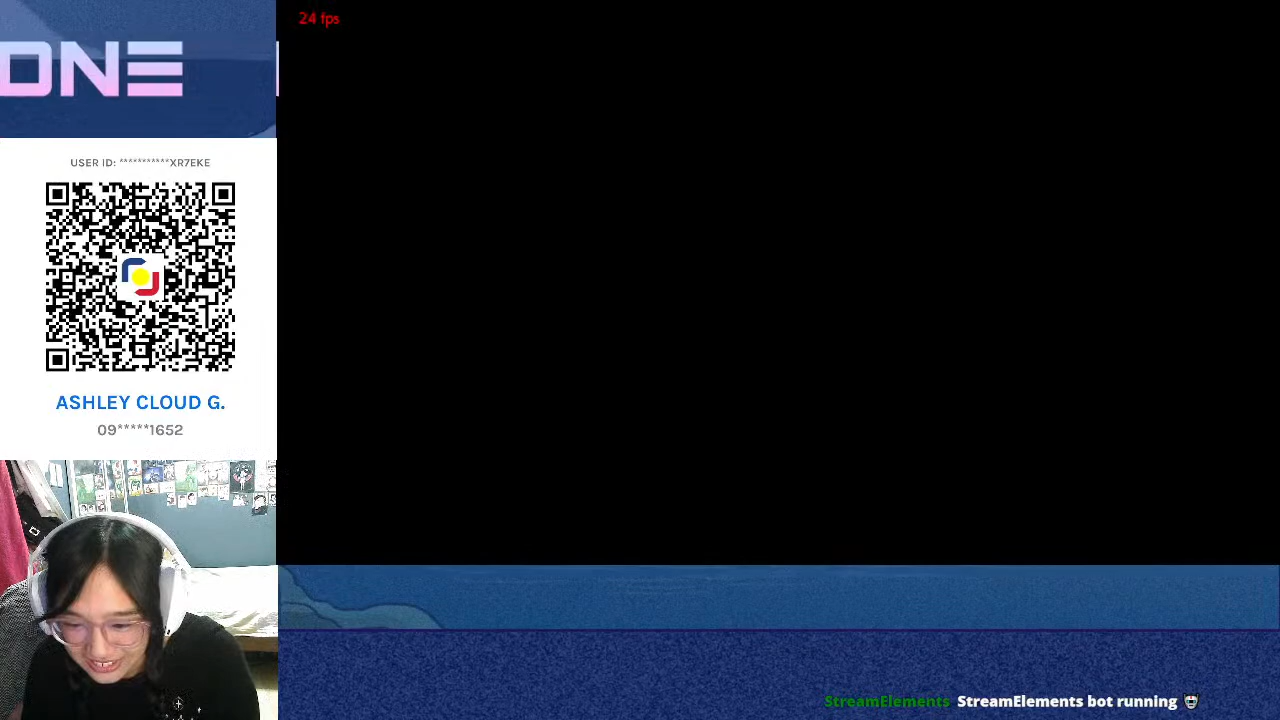 24 fps
ONE
USER ID: ***********XR7EKE
ASHLEY CLOUD G.
09*****1652
StreamElements StreamElements bot running